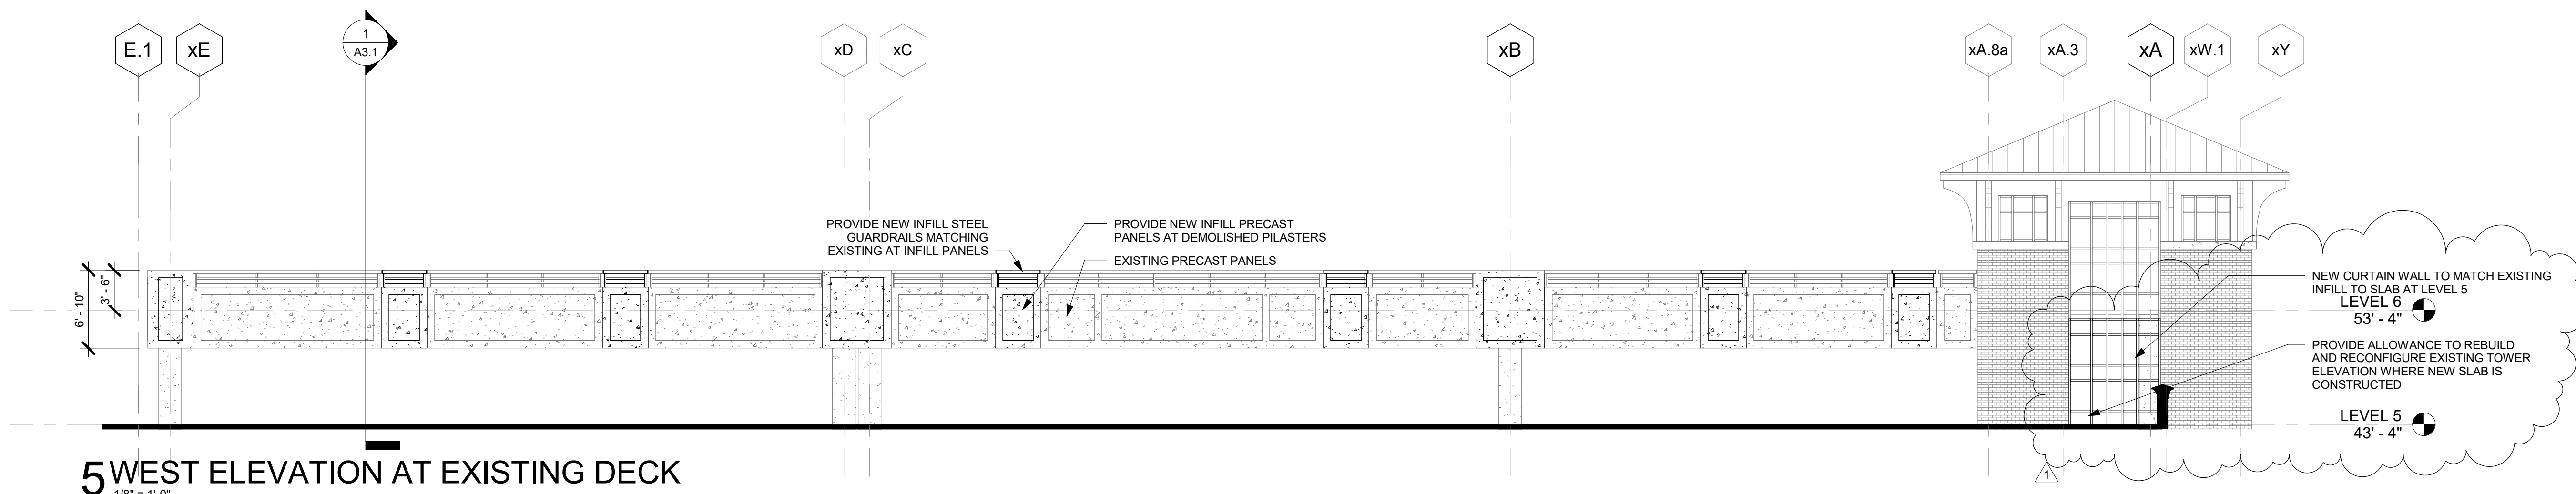 E.1
xE
1
A3.1
xD
xC
xB
xA.8a
xA.3
xA
xW.1
xY
PROVIDE NEW INFILL STEEL
GUARDRAILS MATCHING
EXISTING AT INFILL PANELS
PROVIDE NEW INFILL PRECAST
PANELS AT DEMOLISHED PILASTERS
EXISTING PRECAST PANELS
6' - 10"
3' - 6"
NEW CURTAIN WALL TO MATCH EXISTING
INFILL TO SLAB AT LEVEL 5
LEVEL 6
53' - 4"
PROVIDE ALLOWANCE TO REBUILD
AND RECONFIGURE EXISTING TOWER
ELEVATION WHERE NEW SLAB IS
CONSTRUCTED
LEVEL 5
43' - 4"
1
5 WEST ELEVATION AT EXISTING DECK
1/8" = 1'-0"